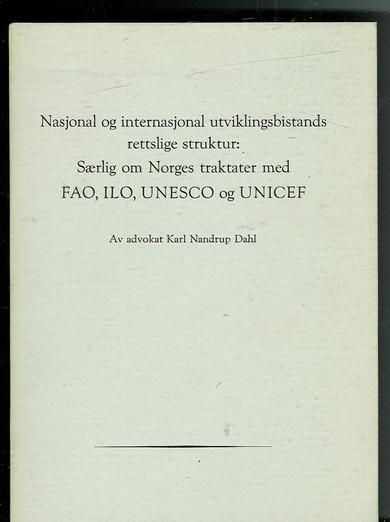 Nasjonal og internasjonal utviklingsbistands
rettslige struktur:
Særlig om Norges traktater med
FAO, ILO, UNESCO og UNICEF
Av advokat Karl Nandrup Dahl